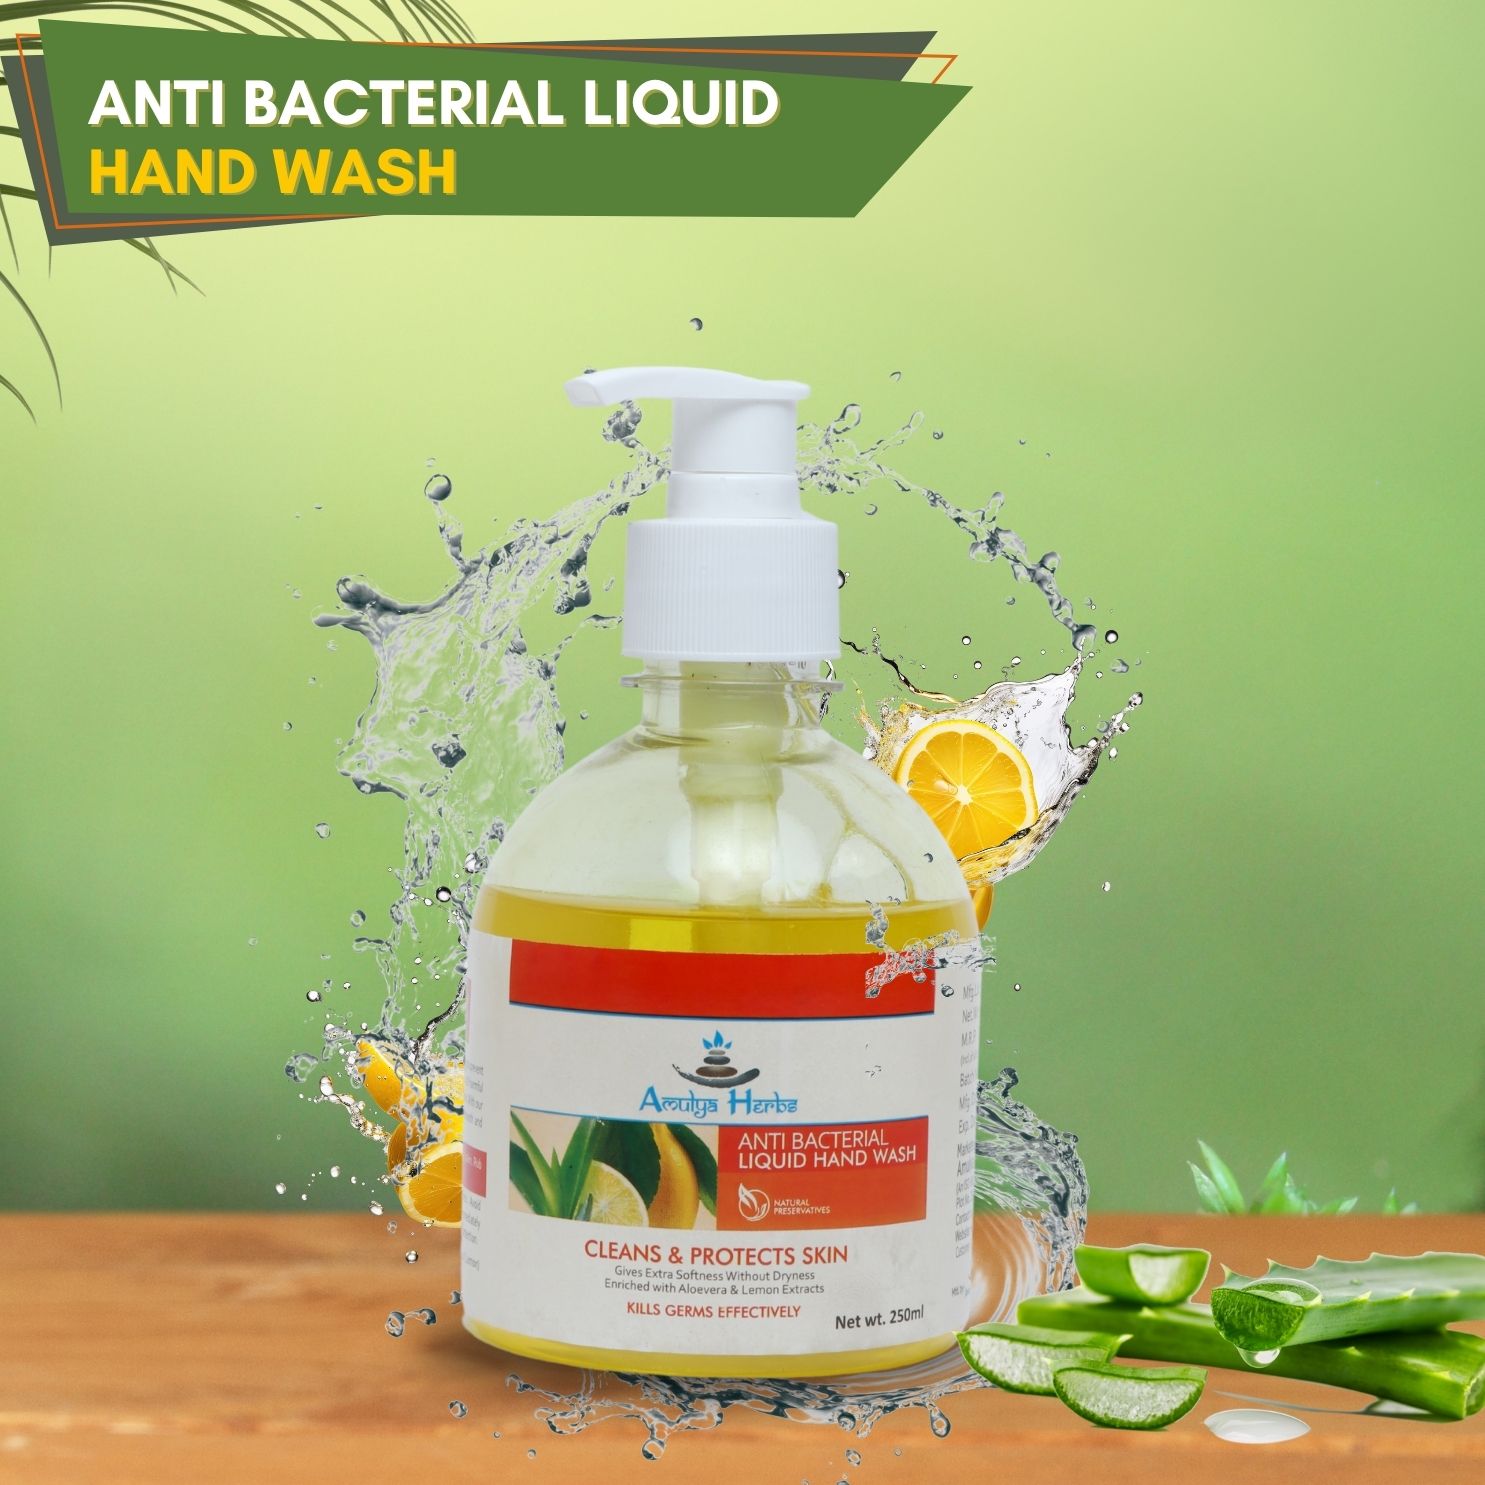 ANTI BACTERIAL LIQUID
HAND WASH
Amulya Herbs
ANTI BACTERIAL
LIQUID HAND WASH
NATURAL
PRESERVATIVES
CLEANS & PROTECTS SKIN
Gives Extra Softness Without Dryness
Enriched with Aloevera & Lemon Extracts
KILLS GERMS EFFECTIVELY
Net wt. 250ml